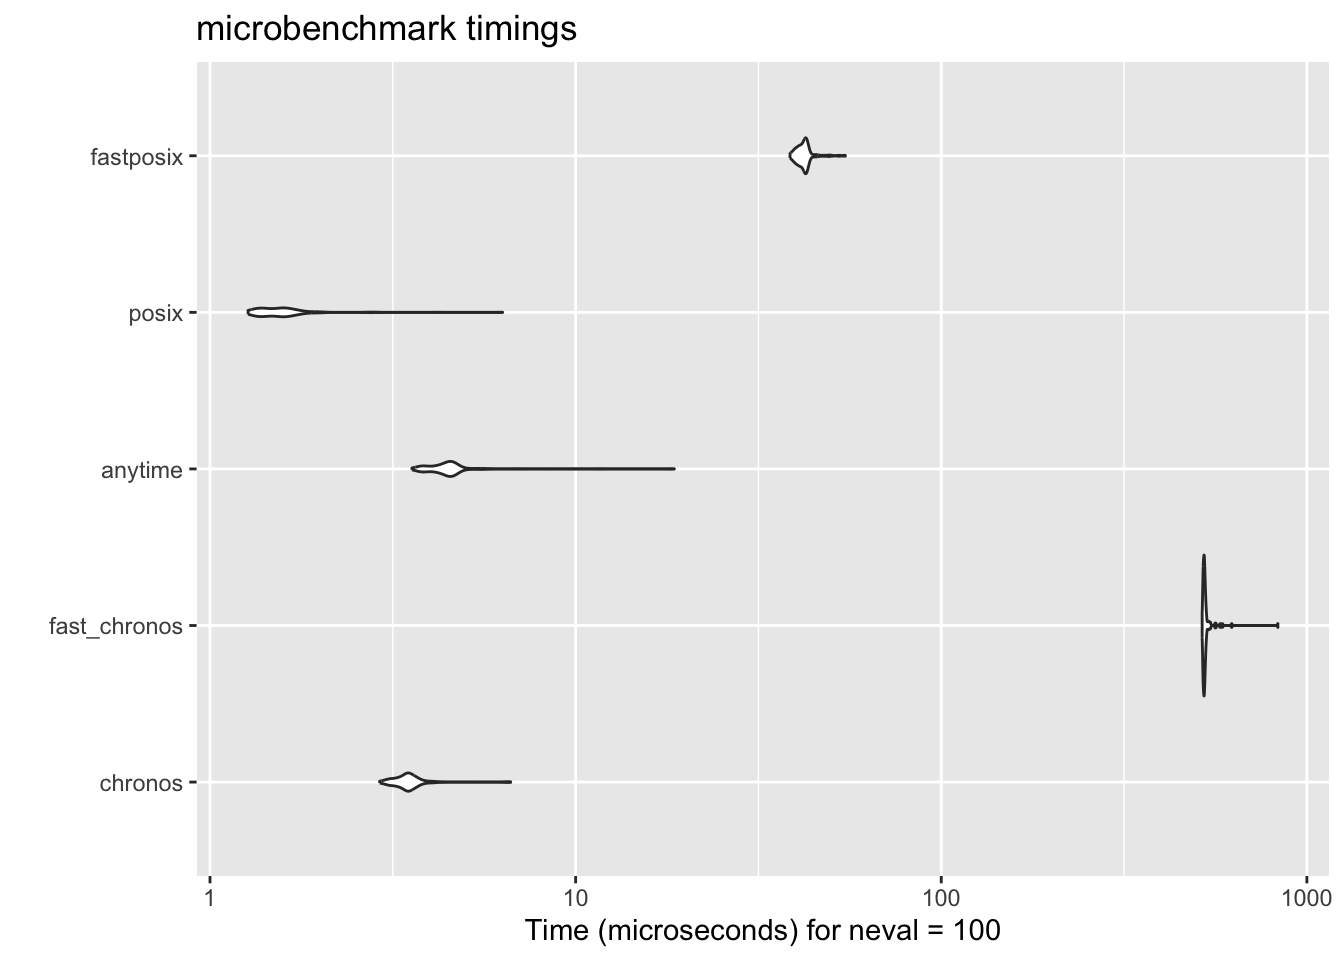 microbenchmark timings
fastposix
posix
anytime
fast_chronos
chronos
1 10 100 1000
Time (microseconds) for neval = 100